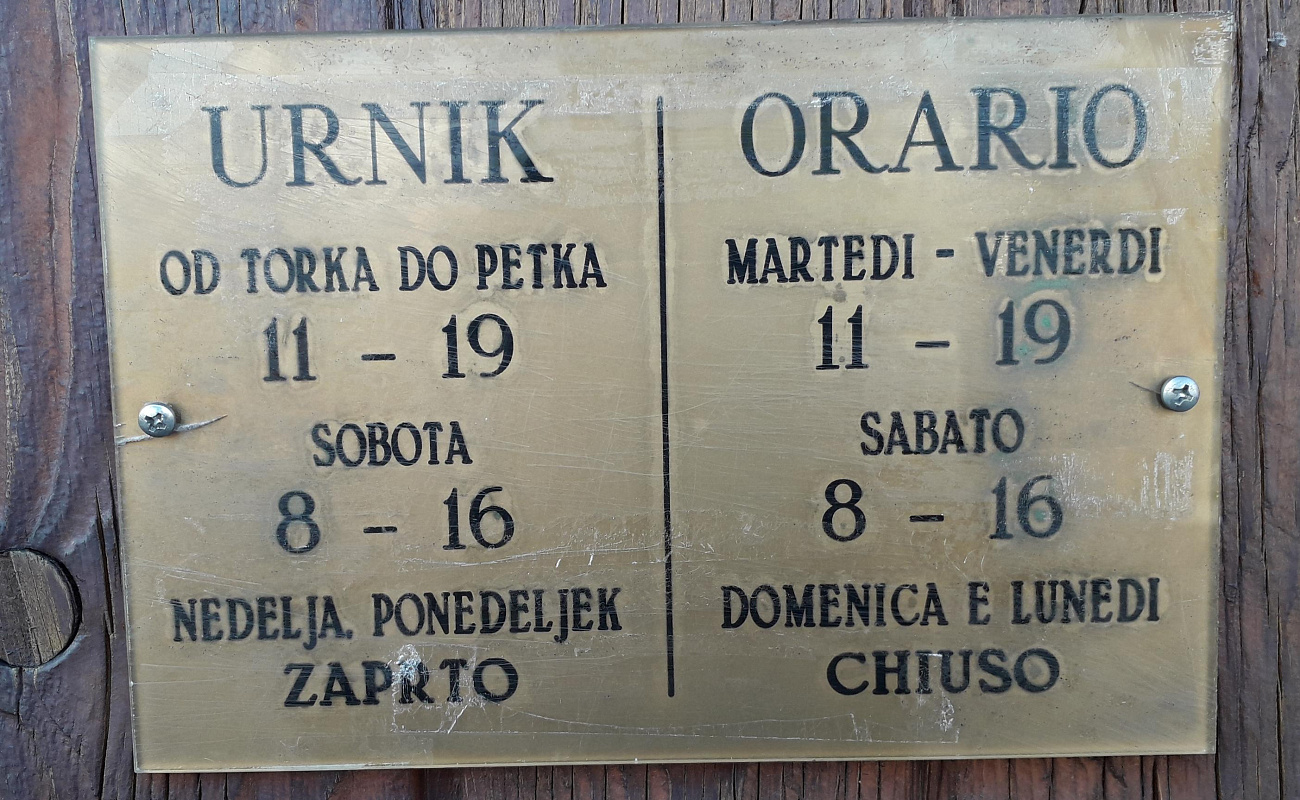 URNIK
OD TORKA DO PETKA
11 – 19
SOBOTA
8 – 16
NEDELJA, PONEDELJEK
ZAPRTO
ORARIO
MARTEDI - VENERDI
11 – 19
SABATO
8 – 16
DOMENICA E LUNEDI
CHIUSO